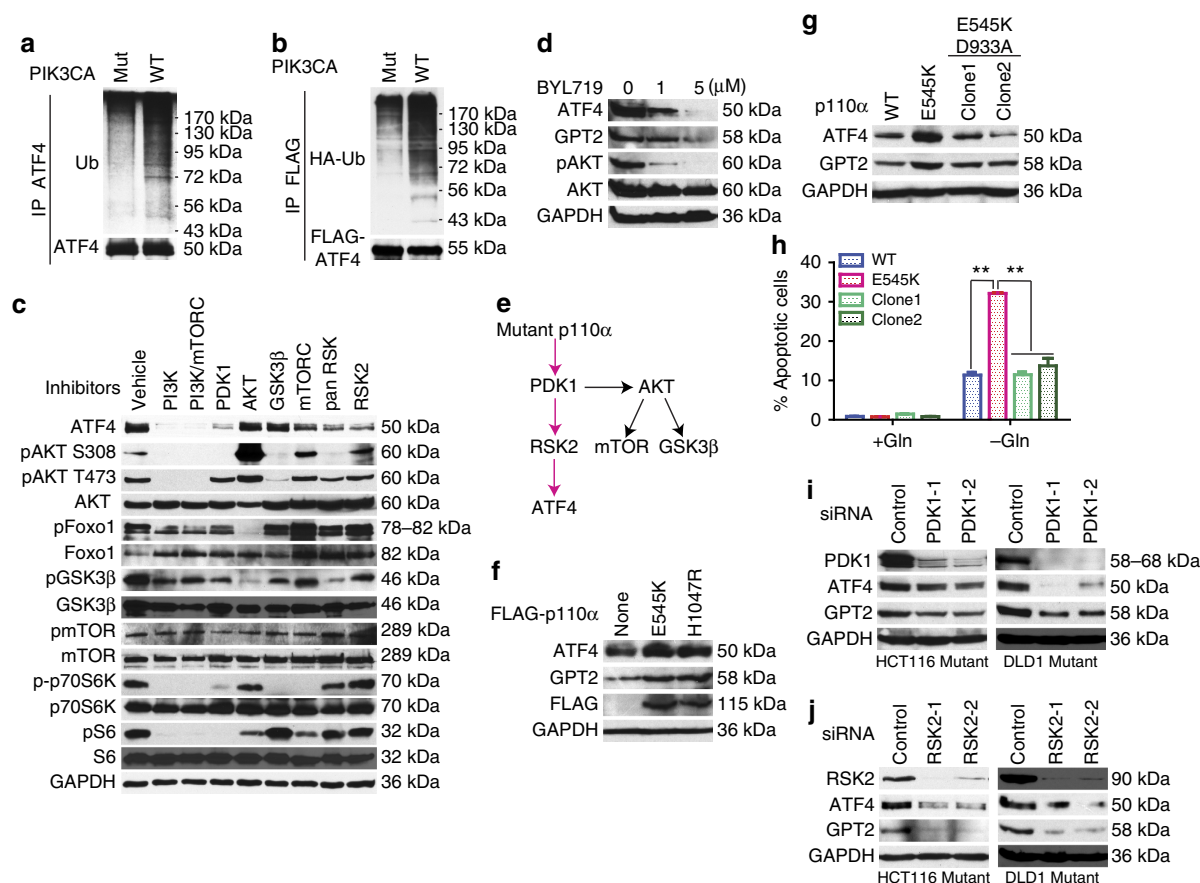 a
PIK3CA
Mut
WT
IP ATF4
Ub
170 kDa
130 kDa
95 kDa
72 kDa
56 kDa
43 kDa
ATF4
50 kDa
b
PIK3CA
Mut
WT
IP FLAG
HA-Ub
170 kDa
130 kDa
95 kDa
72 kDa
56 kDa
43 kDa
FLAG-
ATF4
55 kDa
c
Inhibitors
Vehicle
PI3K
PI3K/mTORC
PDK1
AKT
GSK3β
mTORC
pan RSK
RSK2
ATF4 50 kDa
pAKT S308 60 kDa
pAKT T473 60 kDa
AKT 60 kDa
pFoxo1 78–82 kDa
Foxo1 82 kDa
pGSK3β 46 kDa
GSK3β 46 kDa
pmTOR 289 kDa
mTOR 289 kDa
p-p70S6K 70 kDa
p70S6K 70 kDa
pS6 32 kDa
S6 32 kDa
GAPDH 36 kDa
d
BYL719 0 1 5 (μM)
ATF4 50 kDa
GPT2 58 kDa
pAKT 60 kDa
AKT 60 kDa
GAPDH 36 kDa
e
Mutant p110α
PDK1 AKT
RSK2 mTOR GSK3β
ATF4
f
FLAG-p110α
None
E545K
H1047R
ATF4 50 kDa
GPT2 58 kDa
FLAG 115 kDa
GAPDH 36 kDa
g
E545K
D933A
p110α
WT
E545K
Clone1
Clone2
ATF4 50 kDa
GPT2 58 kDa
GAPDH 36 kDa
h
% Apoptotic cells
40
30
20
10
0
WT
E545K
Clone1
Clone2
** **
+Gln –Gln
i
siRNA
Control
PDK1-1
PDK1-2
Control
PDK1-1
PDK1-2
PDK1 58–68 kDa
ATF4 50 kDa
GPT2 58 kDa
GAPDH 36 kDa
HCT116 Mutant DLD1 Mutant
j
siRNA
Control
RSK2-1
RSK2-2
Control
RSK2-1
RSK2-2
RSK2 90 kDa
ATF4 50 kDa
GPT2 58 kDa
GAPDH 36 kDa
HCT116 Mutant DLD1 Mutant